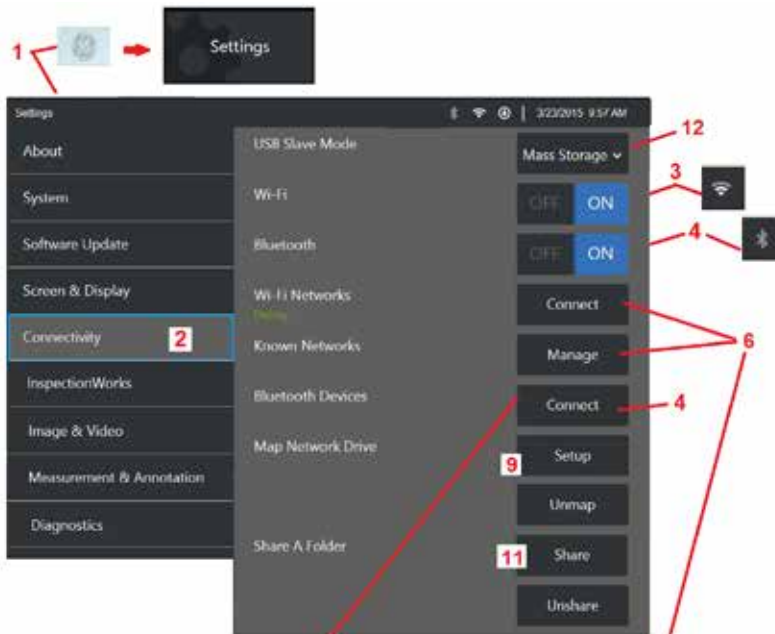 1
Settings
Settings
3/23/2015 9:57 AM
About
System
Software Update
Screen & Display
Connectivity
2
InspectionWorks
Image & Video
Measurement & Annotation
Diagnostics
USB Slave Mode
Mass Storage
12
Wi-Fi
OFF ON
3
Bluetooth
OFF ON
4
Wi-Fi Networks
Connect
6
Known Networks
Manage
Bluetooth Devices
Connect
4
Map Network Drive
9
Setup
Unmap
Share A Folder
11
Share
Unshare